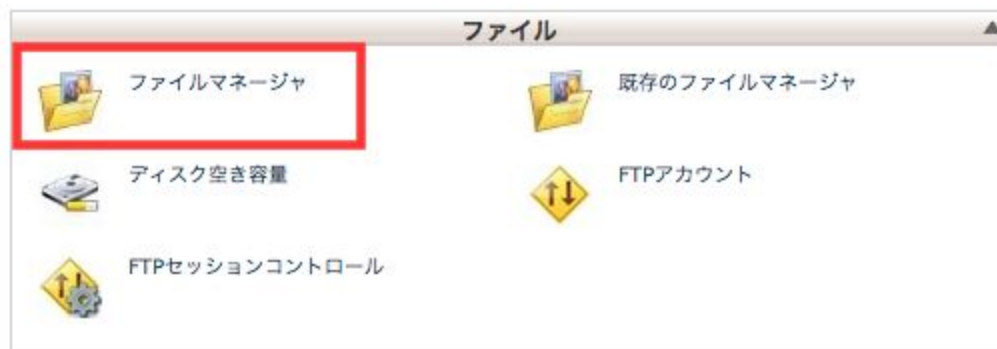 ファイル
ファイルマネージャ
既存のファイルマネージャ
ディスク空き容量
FTPアカウント
FTPセッションコントロール